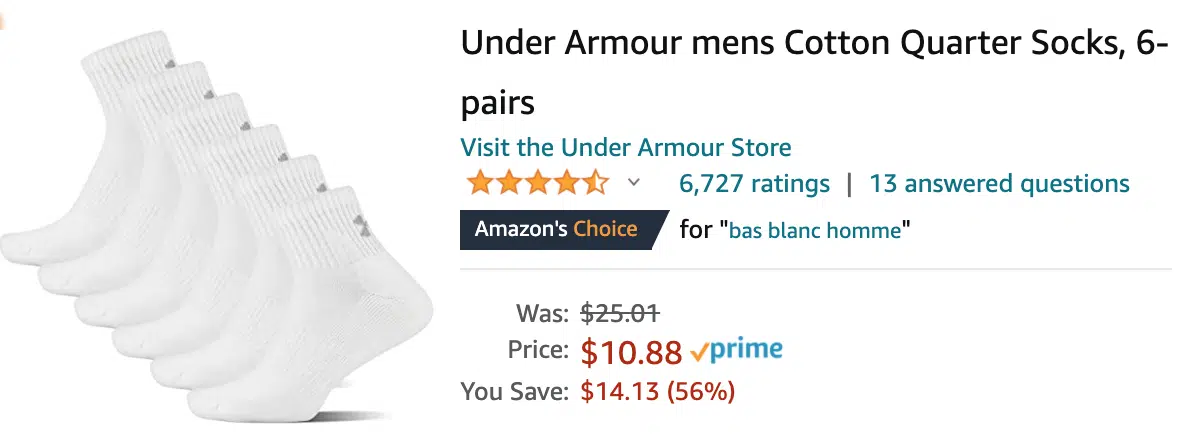 Under Armour mens Cotton Quarter Socks, 6-
pairs
Visit the Under Armour Store
6,727 ratings | 13 answered questions
Amazon's Choice for "bas blanc homme"
Was: $25.01
Price: $10.88 prime
You Save: $14.13 (56%)